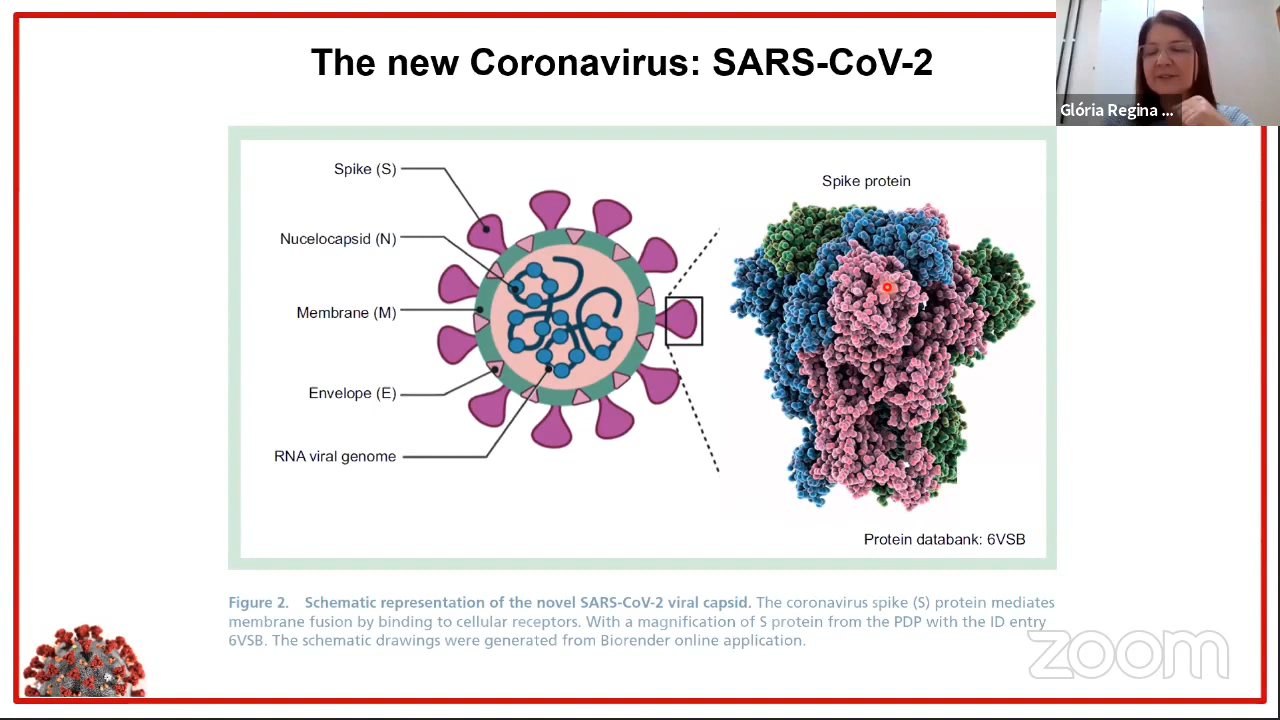 The new Coronavirus: SARS-CoV-2
Glória Regina ...
Spike (S)
Nucelocapsid (N)
Membrane (M)
Envelope (E)
RNA viral genome
Spike protein
Protein databank: 6VSB
Figure 2. Schematic representation of the novel SARS-CoV-2 viral capsid. The coronavirus spike (S) protein mediates
membrane fusion by binding to cellular receptors. With a magnification of S protein from the PDP with the ID entry
6VSB. The schematic drawings were generated from Biorender online application.
zoom